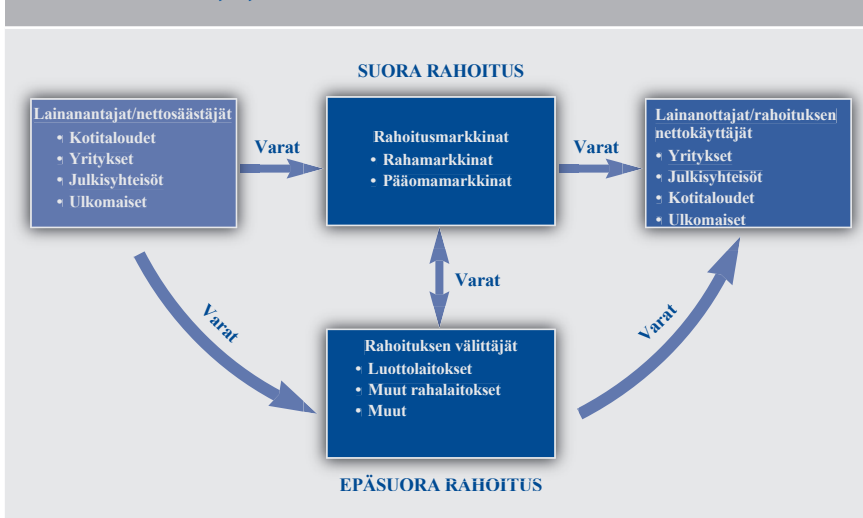 SUORA RAHOITUS
Lainanantajat/nettosäästäjät
• Kotitaloudet
• Yritykset
• Julkisyhteisöt
• Ulkomaiset
Varat
Rahoitusmarkkinat
• Rahamarkkinat
• Pääomamarkkinat
Varat
Lainanottajat/rahoituksen
nettokäyttäjät
• Yritykset
• Julkisyhteisöt
• Kotitaloudet
• Ulkomaiset
Varat
Varat
Varat
Rahoituksen välittäjät
• Luottolaitokset
• Muut rahalaitokset
• Muut
EPÄSUORA RAHOITUS